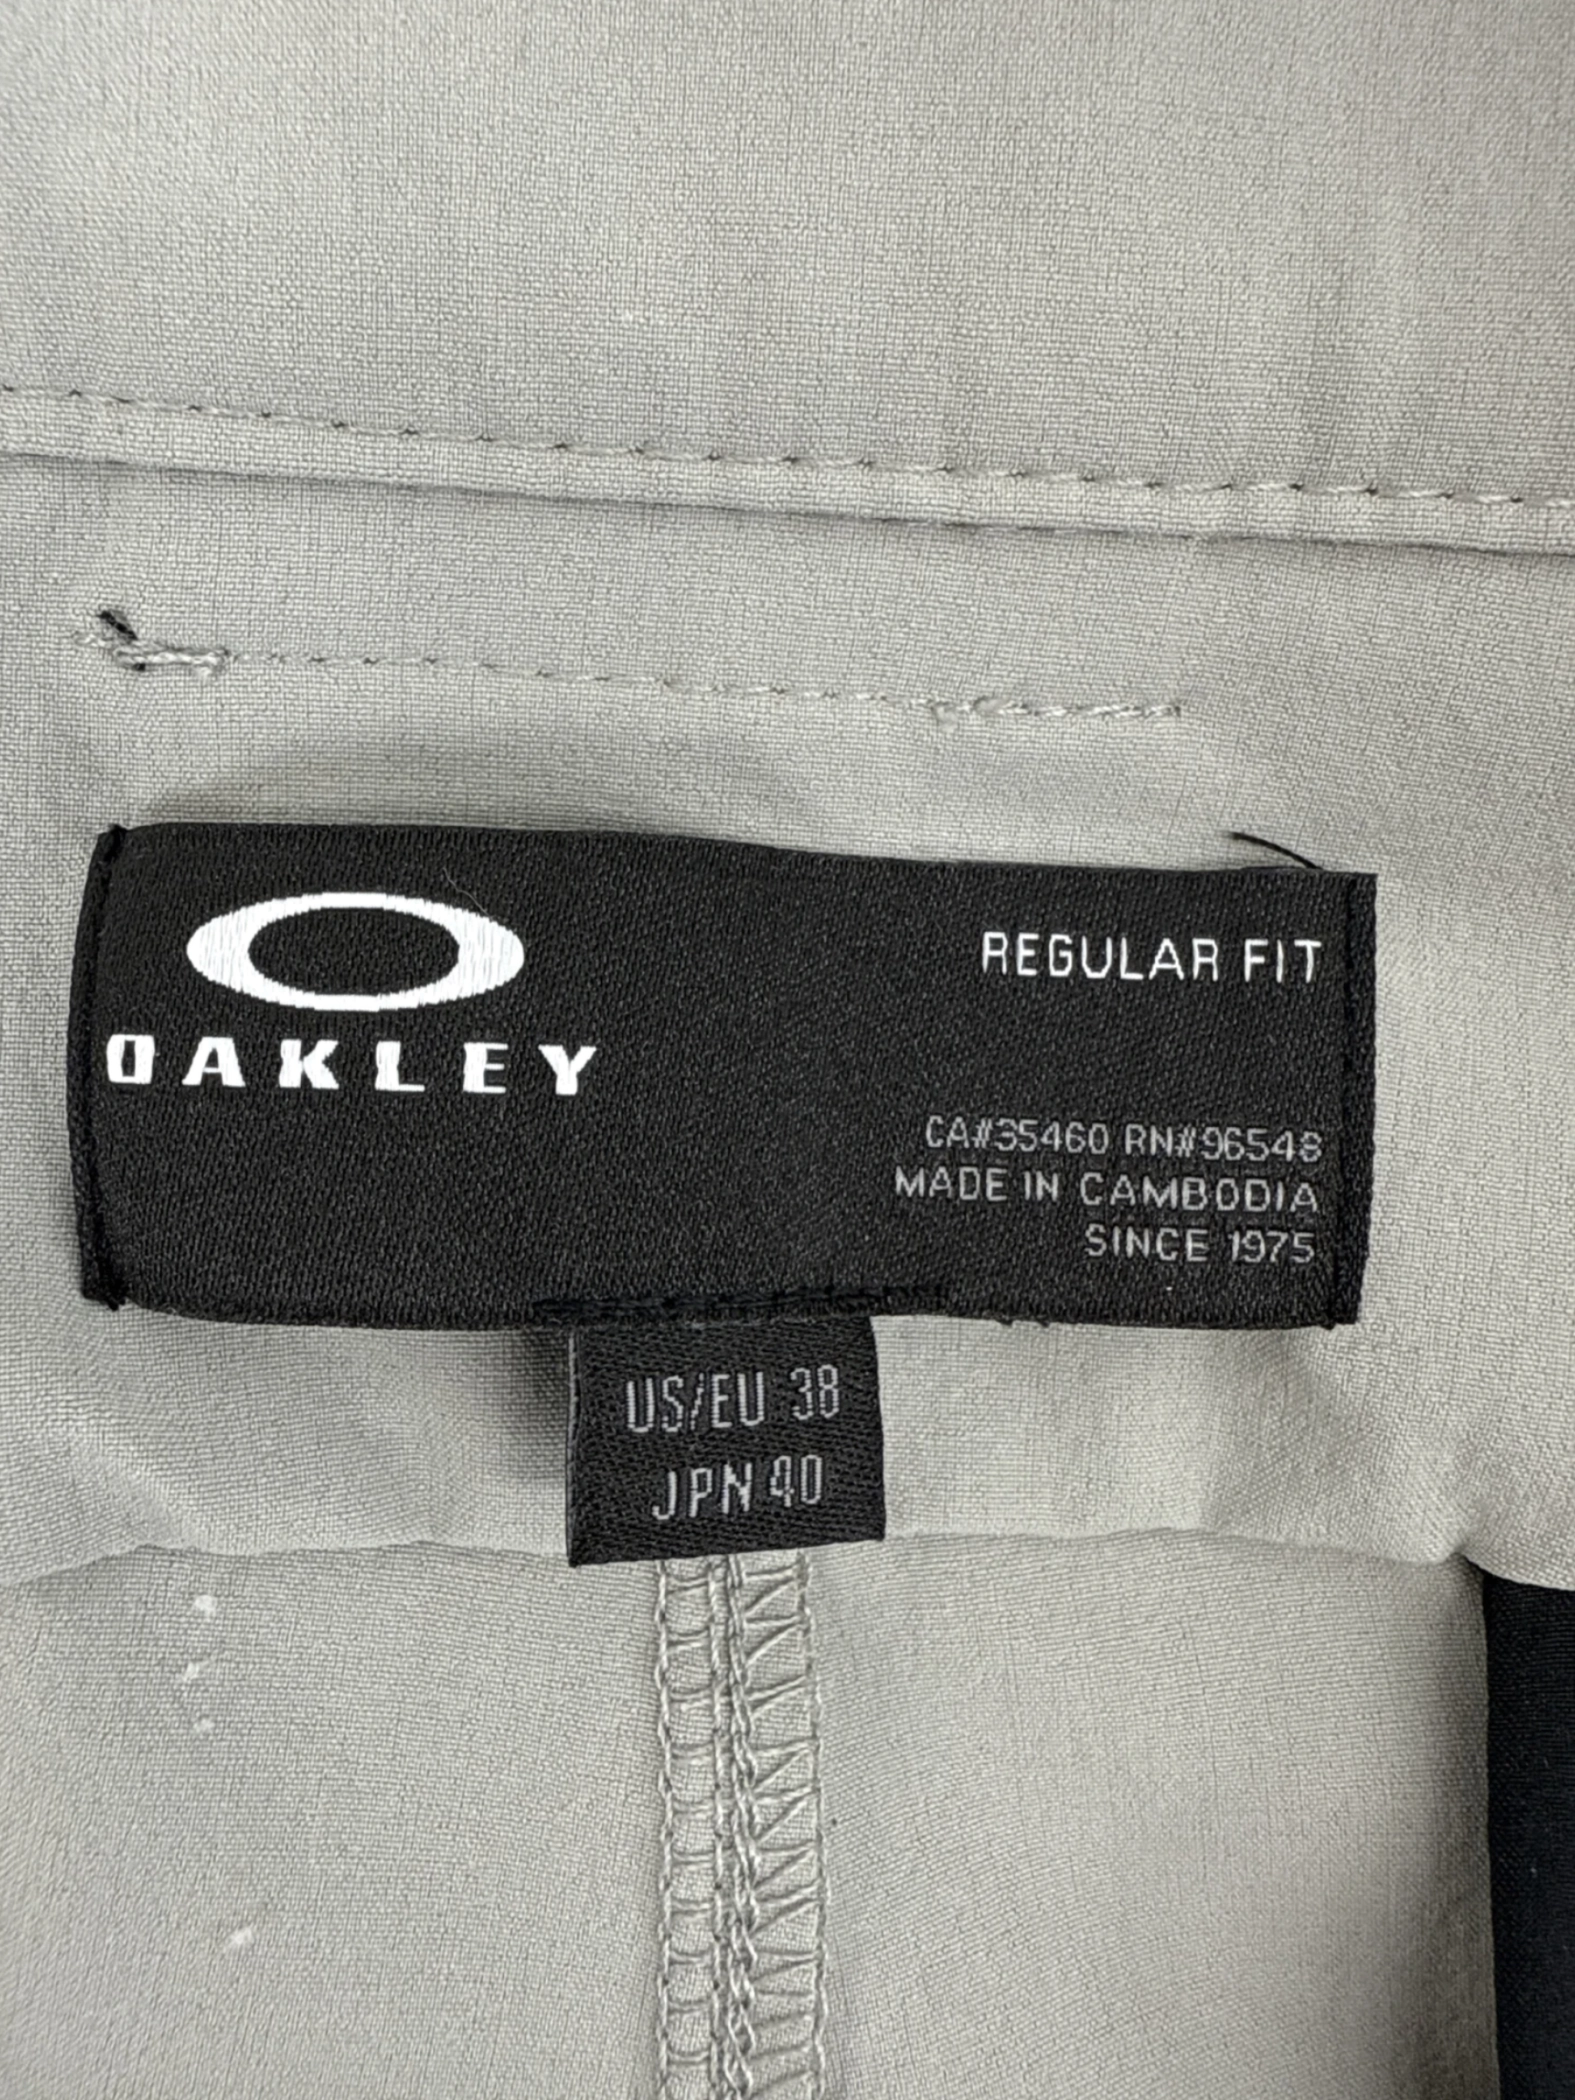 OAKLEY
REGULAR FIT
CA#35460 RN#96548
MADE IN CAMBODIA
SINCE 1975
US/EU 38
JPN 40